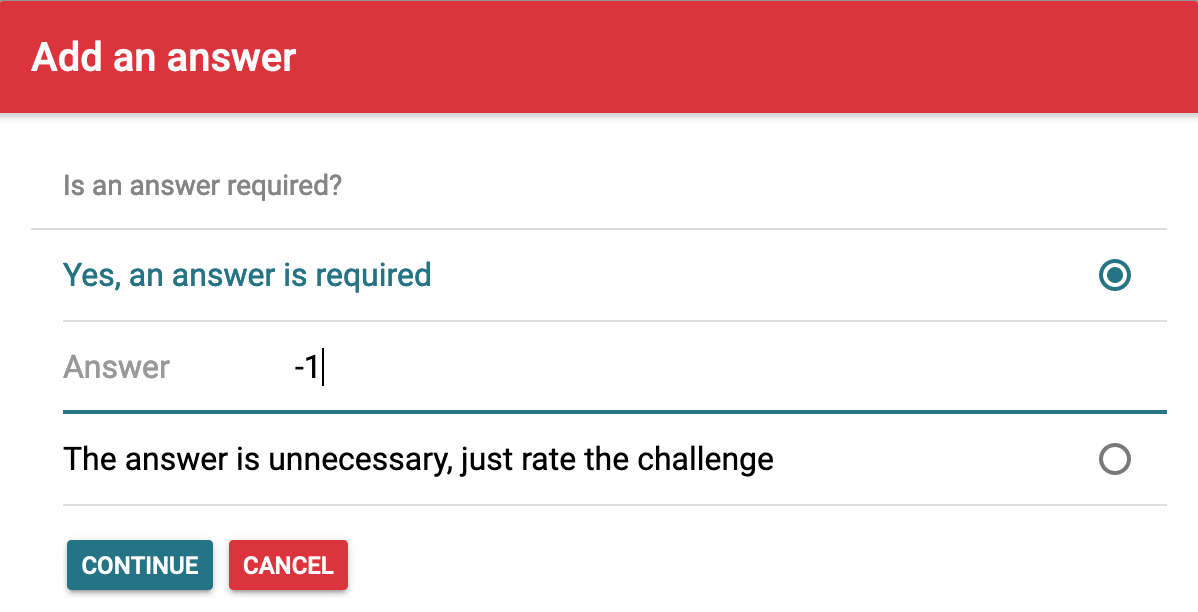 Add an answer
Is an answer required?
Yes, an answer is required
Answer -1
The answer is unnecessary, just rate the challenge
CONTINUE CANCEL